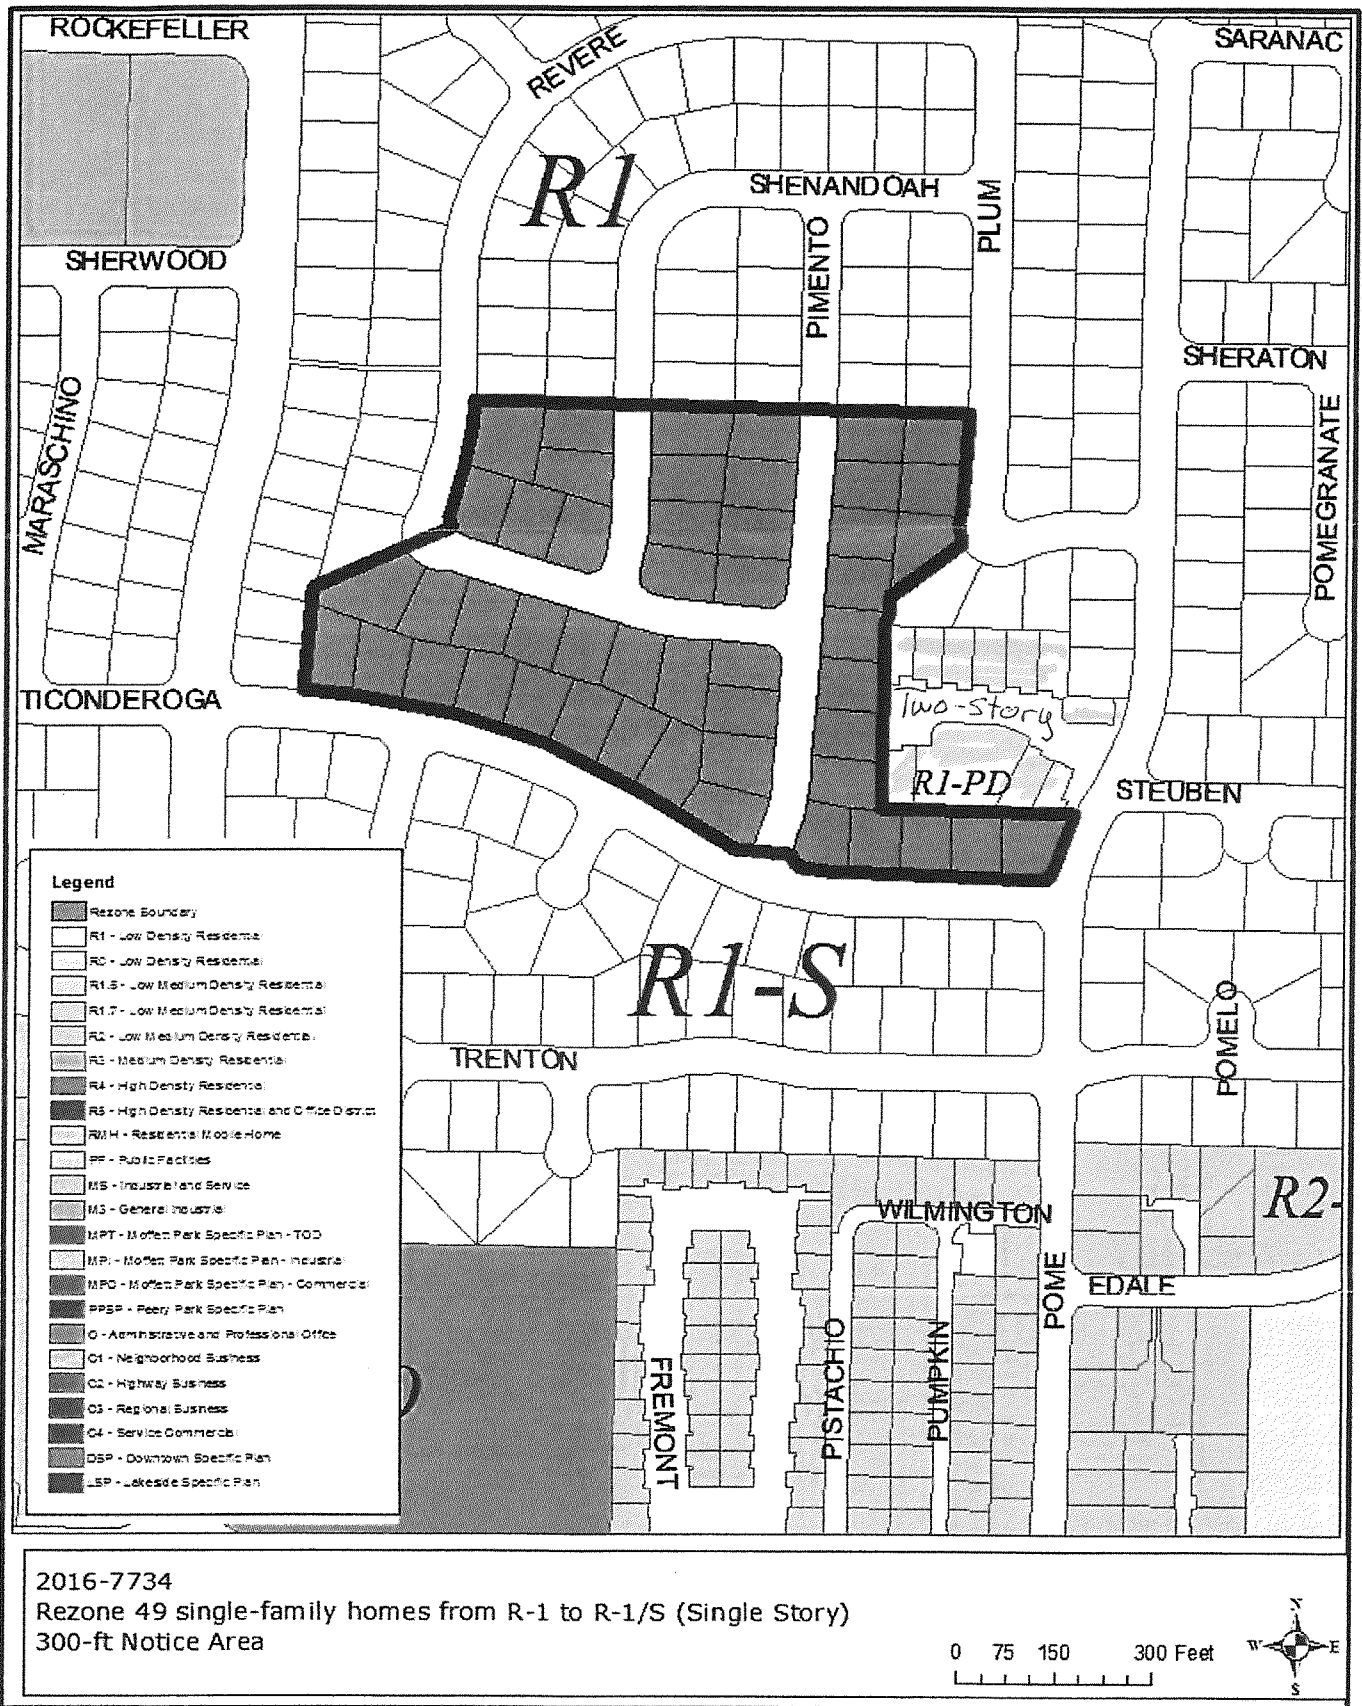 ROCKEFELLER
REVERE
SARANAC
R1
SHENANDOAH
PLUM
PIMENTO
SHERWOOD
SHERATON
MARASCHINO
POMEGRANATE
TICONDEROGA
Two-story
R1-PD
STEUBEN
Legend
Rezone Boundary
R1 - Low Density Residential
R0 - Low Density Residential
R1.5 - Low Medium Density Residential
R1.7 - Low Medium Density Residential
R2 - Low Medium Density Residential
R3 - Medium Density Residential
R4 - High Density Residential
R5 - High Density Residential and Office District
RMH - Residential Mobile Home
PF - Public Facilities
MS - Industrial and Service
M3 - General Industrial
MPT - Moffett Park Specific Plan - TOD
MPI - Moffett Park Specific Plan - Industrial
MPC - Moffett Park Specific Plan - Commercial
PPSP - Peery Park Specific Plan
O - Administrative and Professional Office
C1 - Neighborhood Business
C2 - Highway Business
C3 - Regional Business
C4 - Service Commercial
DSP - Downtown Specific Plan
LSP - Lakeside Specific Plan
R1-S
POMELO
TRENTON
R2-
WILMINGTON
POME
EDALE
FREMONT
PISTACHIO
PUMPKIN
2016-7734
Rezone 49 single-family homes from R-1 to R-1/S (Single Story)
300-ft Notice Area
0 75 150 300 Feet
N
W E
S